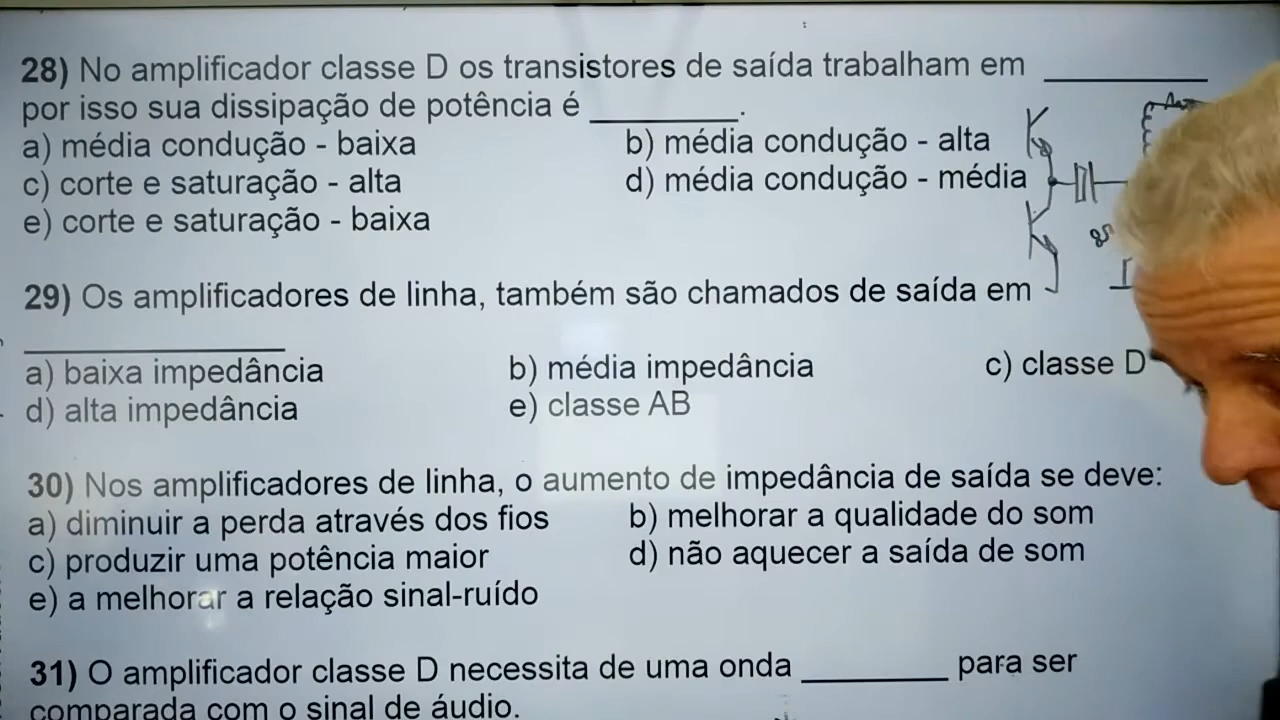 28) No amplificador classe D os transistores de saída trabalham em __________
por isso sua dissipação de potência é _________.
a) média condução - baixa b) média condução - alta
c) corte e saturação - alta d) média condução - média
e) corte e saturação - baixa
29) Os amplificadores de linha, também são chamados de saída em
________________
a) baixa impedância b) média impedância c) classe D
d) alta impedância e) classe AB
30) Nos amplificadores de linha, o aumento de impedância de saída se deve:
a) diminuir a perda através dos fios b) melhorar a qualidade do som
c) produzir uma potência maior d) não aquecer a saída de som
e) a melhorar a relação sinal-ruído
31) O amplificador classe D necessita de uma onda _________ para ser
comparada com o sinal de áudio.